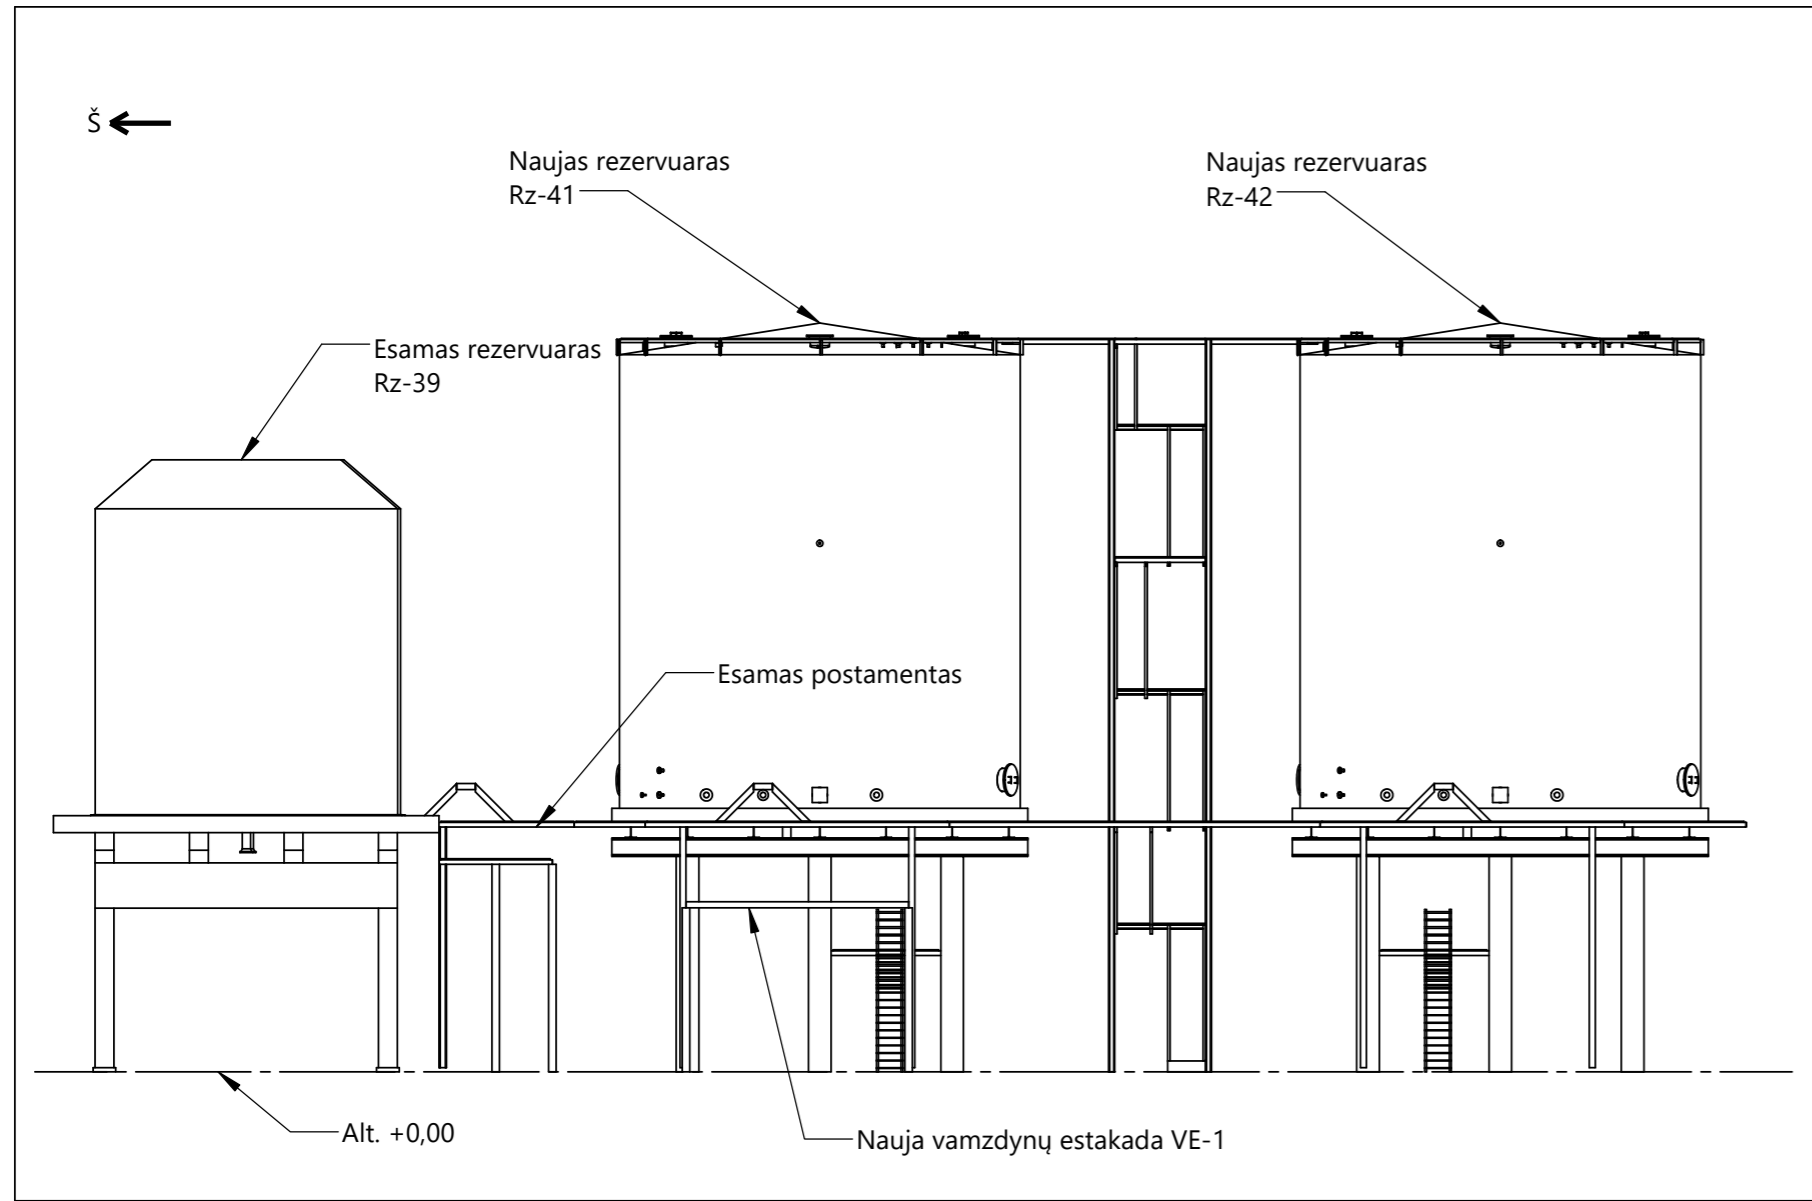 Š
Naujas rezervuaras
Rz-41
Naujas rezervuaras
Rz-42
Esamas rezervuaras
Rz-39
Esamas postamentas
Alt. +0,00
Nauja vamzdynų estakada VE-1